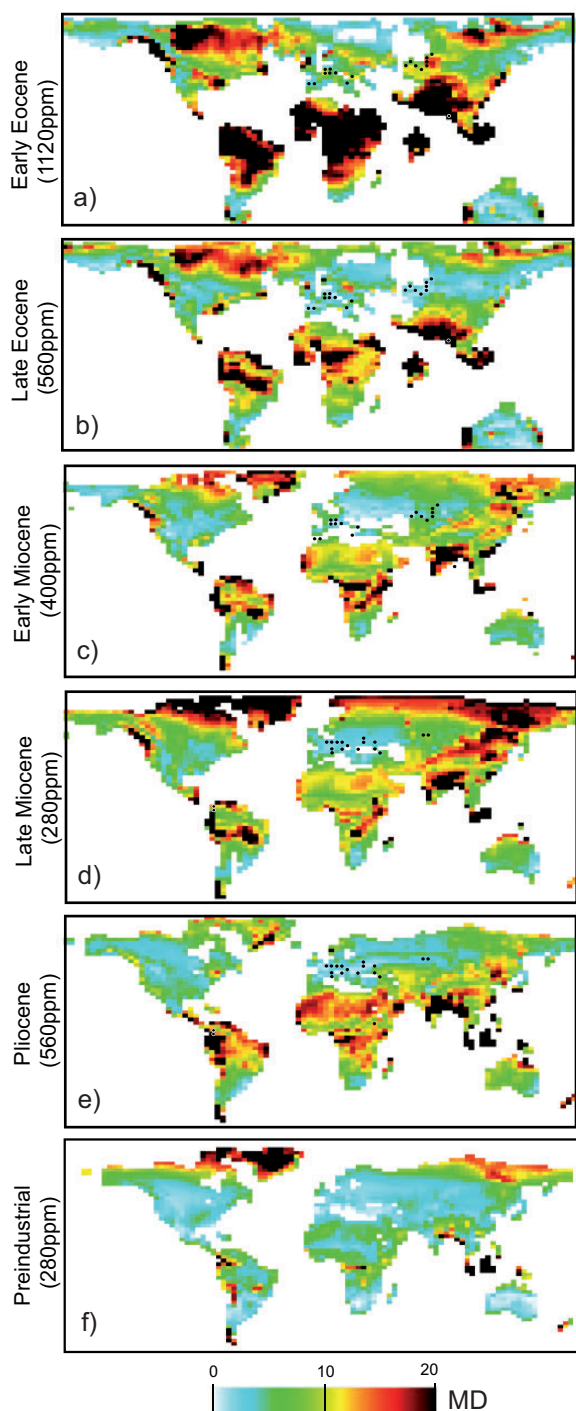 Early Eocene
(1120ppm)
a)
Late Eocene
(560ppm)
b)
Early Miocene
(400ppm)
c)
Late Miocene
(280ppm)
d)
Pliocene
(560ppm)
e)
Preindustrial
(280ppm)
f)
0 10 20
MD